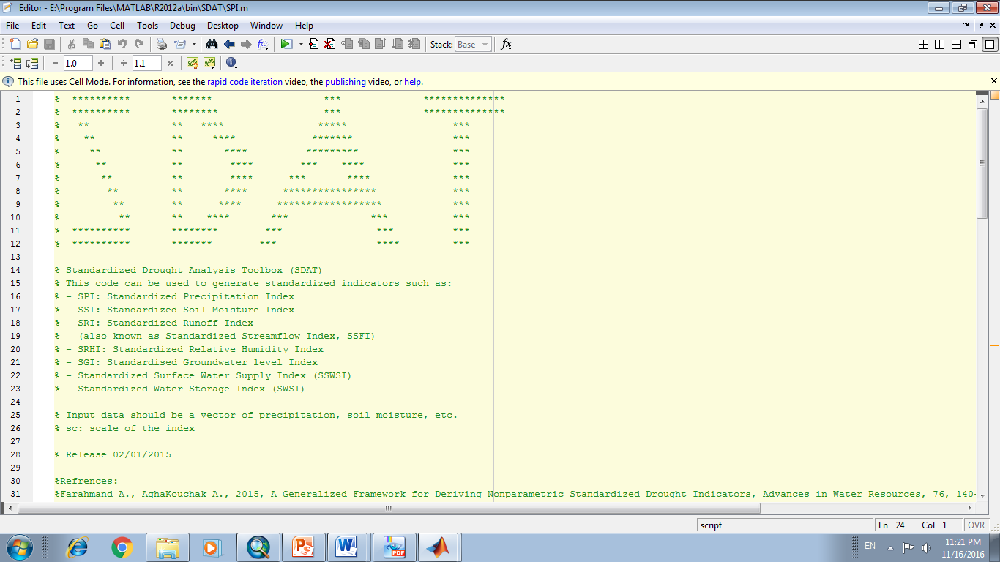 Editor - E:\Program Files\MATLAB\R2012a\bin\SDAT\SPI.m
File Edit Text Go Cell Tools Debug Desktop Window Help
Stack: Base fx
− 1.0 + ÷ 1.1 ×
This file uses Cell Mode. For information, see the rapid code iteration video, the publishing video, or help.
1 % ********** ******* *** **************
2 % ********** ******** *** **************
3 % ** ** **** ***** ***
4 % ** ** **** ******* ***
5 % ** ** **** ********* ***
6 % ** ** **** *** **** ***
7 % ** ** **** *** **** ***
8 % ** ** **** **************** ***
9 % ** ** **** ****************** ***
10 % ** ** **** *** *** ***
11 % ********** ******** *** *** ***
12 % ********** ******* *** **** ***
13
14 % Standardized Drought Analysis Toolbox (SDAT)
15 % This code can be used to generate standardized indicators such as:
16 % - SPI: Standardized Precipitation Index
17 % - SSI: Standardized Soil Moisture Index
18 % - SRI: Standardized Runoff Index
19 % (also known as Standardized Streamflow Index, SSFI)
20 % - SRHI: Standardized Relative Humidity Index
21 % - SGI: Standardised Groundwater level Index
22 % - Standardized Surface Water Supply Index (SSWSI)
23 % - Standardized Water Storage Index (SWSI)
24
25 % Input data should be a vector of precipitation, soil moisture, etc.
26 % sc: scale of the index
27
28 % Release 02/01/2015
29
30 %Refrences:
31 %Farahmand A., AghaKouchak A., 2015, A Generalized Framework for Deriving Nonparametric Standardized Drought Indicators, Advances in Water Resources, 76, 140-
script Ln 24 Col 1 OVR
PDF
EN
11:21 PM
11/16/2016